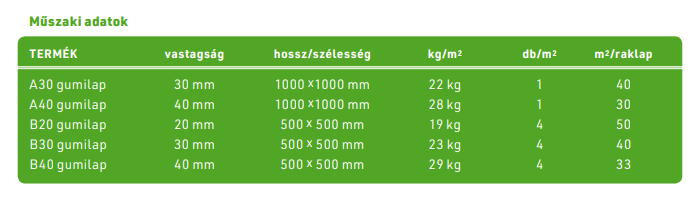 Műszaki adatok
TERMÉK vastagság hossz/szélesség kg/m² db/m² m²/raklap
A30 gumilap 30 mm 1000 x 1000 mm 22 kg 1 40
A40 gumilap 40 mm 1000 x 1000 mm 28 kg 1 30
B20 gumilap 20 mm 500 x 500 mm 19 kg 4 50
B30 gumilap 30 mm 500 x 500 mm 23 kg 4 40
B40 gumilap 40 mm 500 x 500 mm 29 kg 4 33